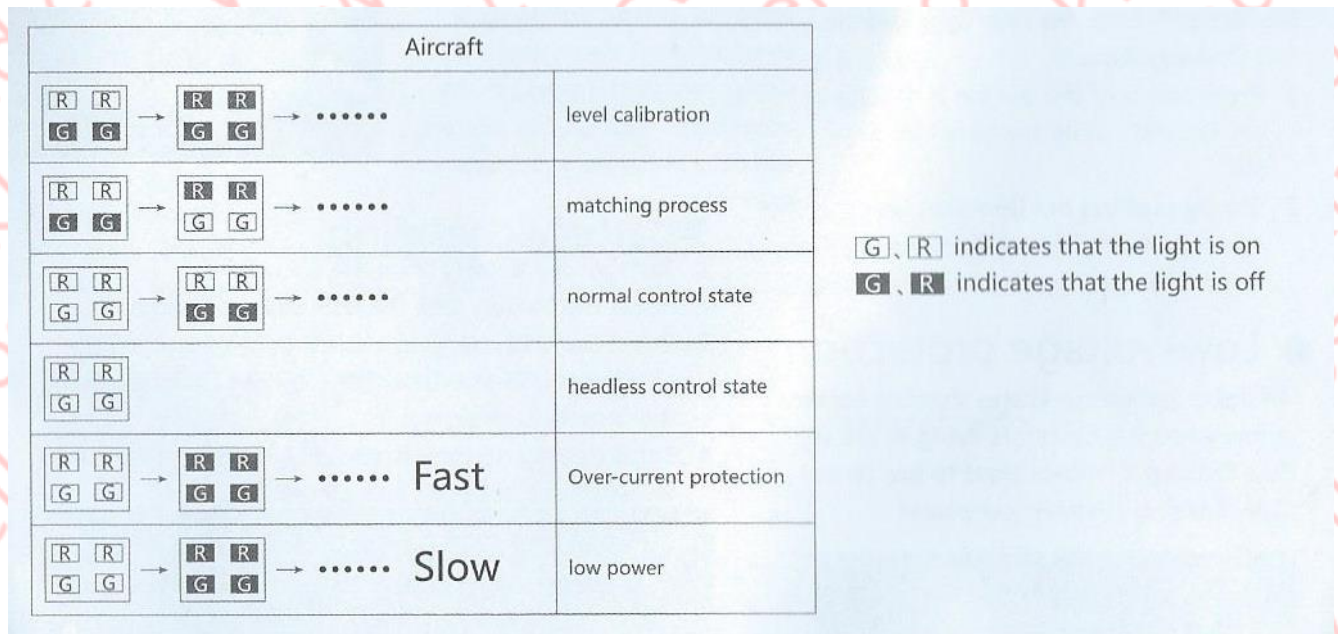 Aircraft
R R R R
G G → G G → ······ level calibration
R R R R
G G → G G → ······ matching process
R R R R
G G → G G → ······ normal control state
R R
G G headless control state
R R R R
G G → G G → ······ Fast Over-current protection
R R R R
G G → G G → ······ Slow low power
G、R indicates that the light is on
G、R indicates that the light is off